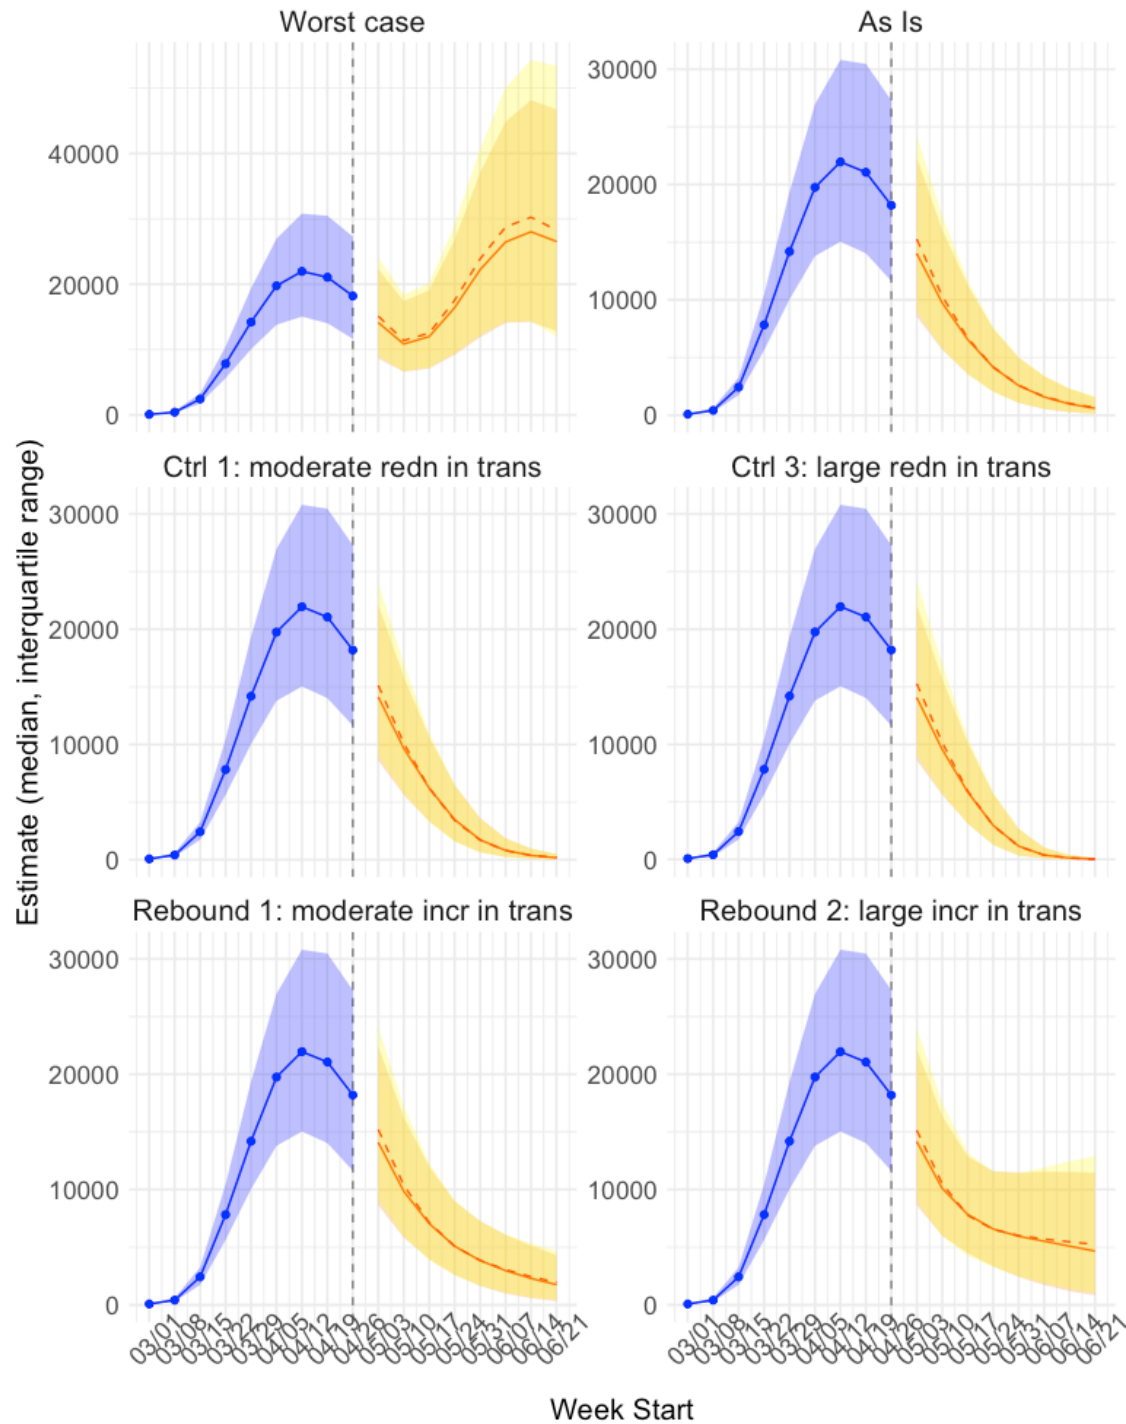 Worst case
As Is
40000
20000
0
30000
20000
10000
0
Ctrl 1: moderate redn in trans
Ctrl 3: large redn in trans
30000
20000
10000
0
30000
20000
10000
0
Rebound 1: moderate incr in trans
Rebound 2: large incr in trans
30000
20000
10000
0
30000
20000
10000
0
03/01 03/08 03/15 03/22 03/29 04/05 04/12 04/19 04/26 05/03 05/10 05/17 05/24 05/31 06/07 06/14 06/21
03/01 03/08 03/15 03/22 03/29 04/05 04/12 04/19 04/26 05/03 05/10 05/17 05/24 05/31 06/07 06/14 06/21
Week Start
Estimate (median, interquartile range)